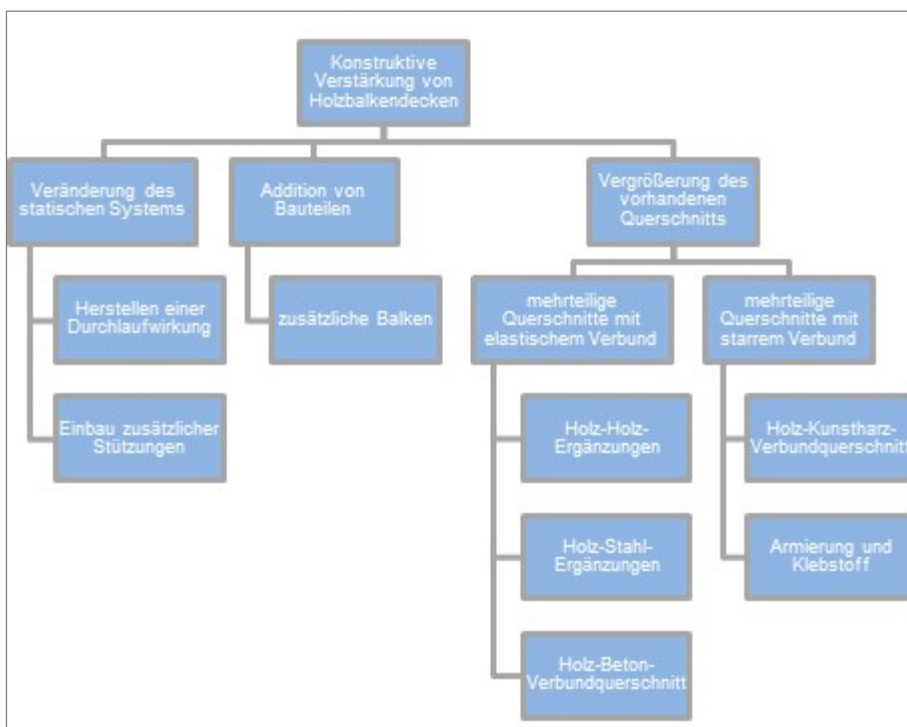 Konstruktive
Verstärkung von
Holzbalkendecken
Veränderung des
statischen Systems
Addition von
Bauteilen
Vergrößerung des
vorhandenen
Querschnitts
Herstellen einer
Durchlaufwirkung
zusätzliche Balken
mehrteilige
Querschnitte mit
elastischem Verbund
mehrteilige
Querschnitte mit
starrem Verbund
Einbau zusätzlicher
Stützungen
Holz-Holz-
Ergänzungen
Holz-Kunstharz-
Verbundquerschnitt
Holz-Stahl-
Ergänzungen
Armierung und
Klebstoff
Holz-Beton-
Verbundquerschnitt